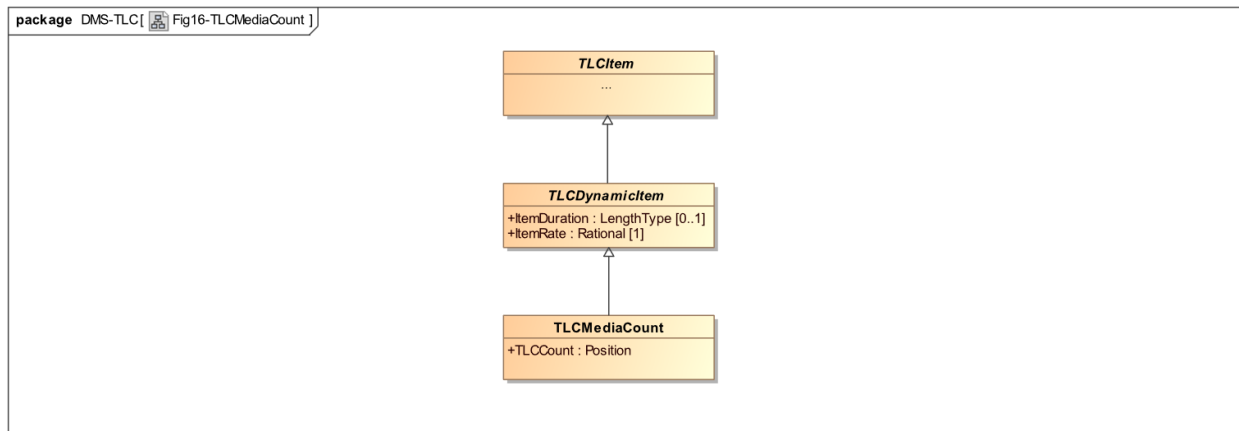 package DMS-TLC[ Fig16-TLCMediaCount ]
TLCItem
...
TLCDynamicItem
+ItemDuration : LengthType [0..1]
+ItemRate : Rational [1]
TLCMediaCount
+TLCCount : Position